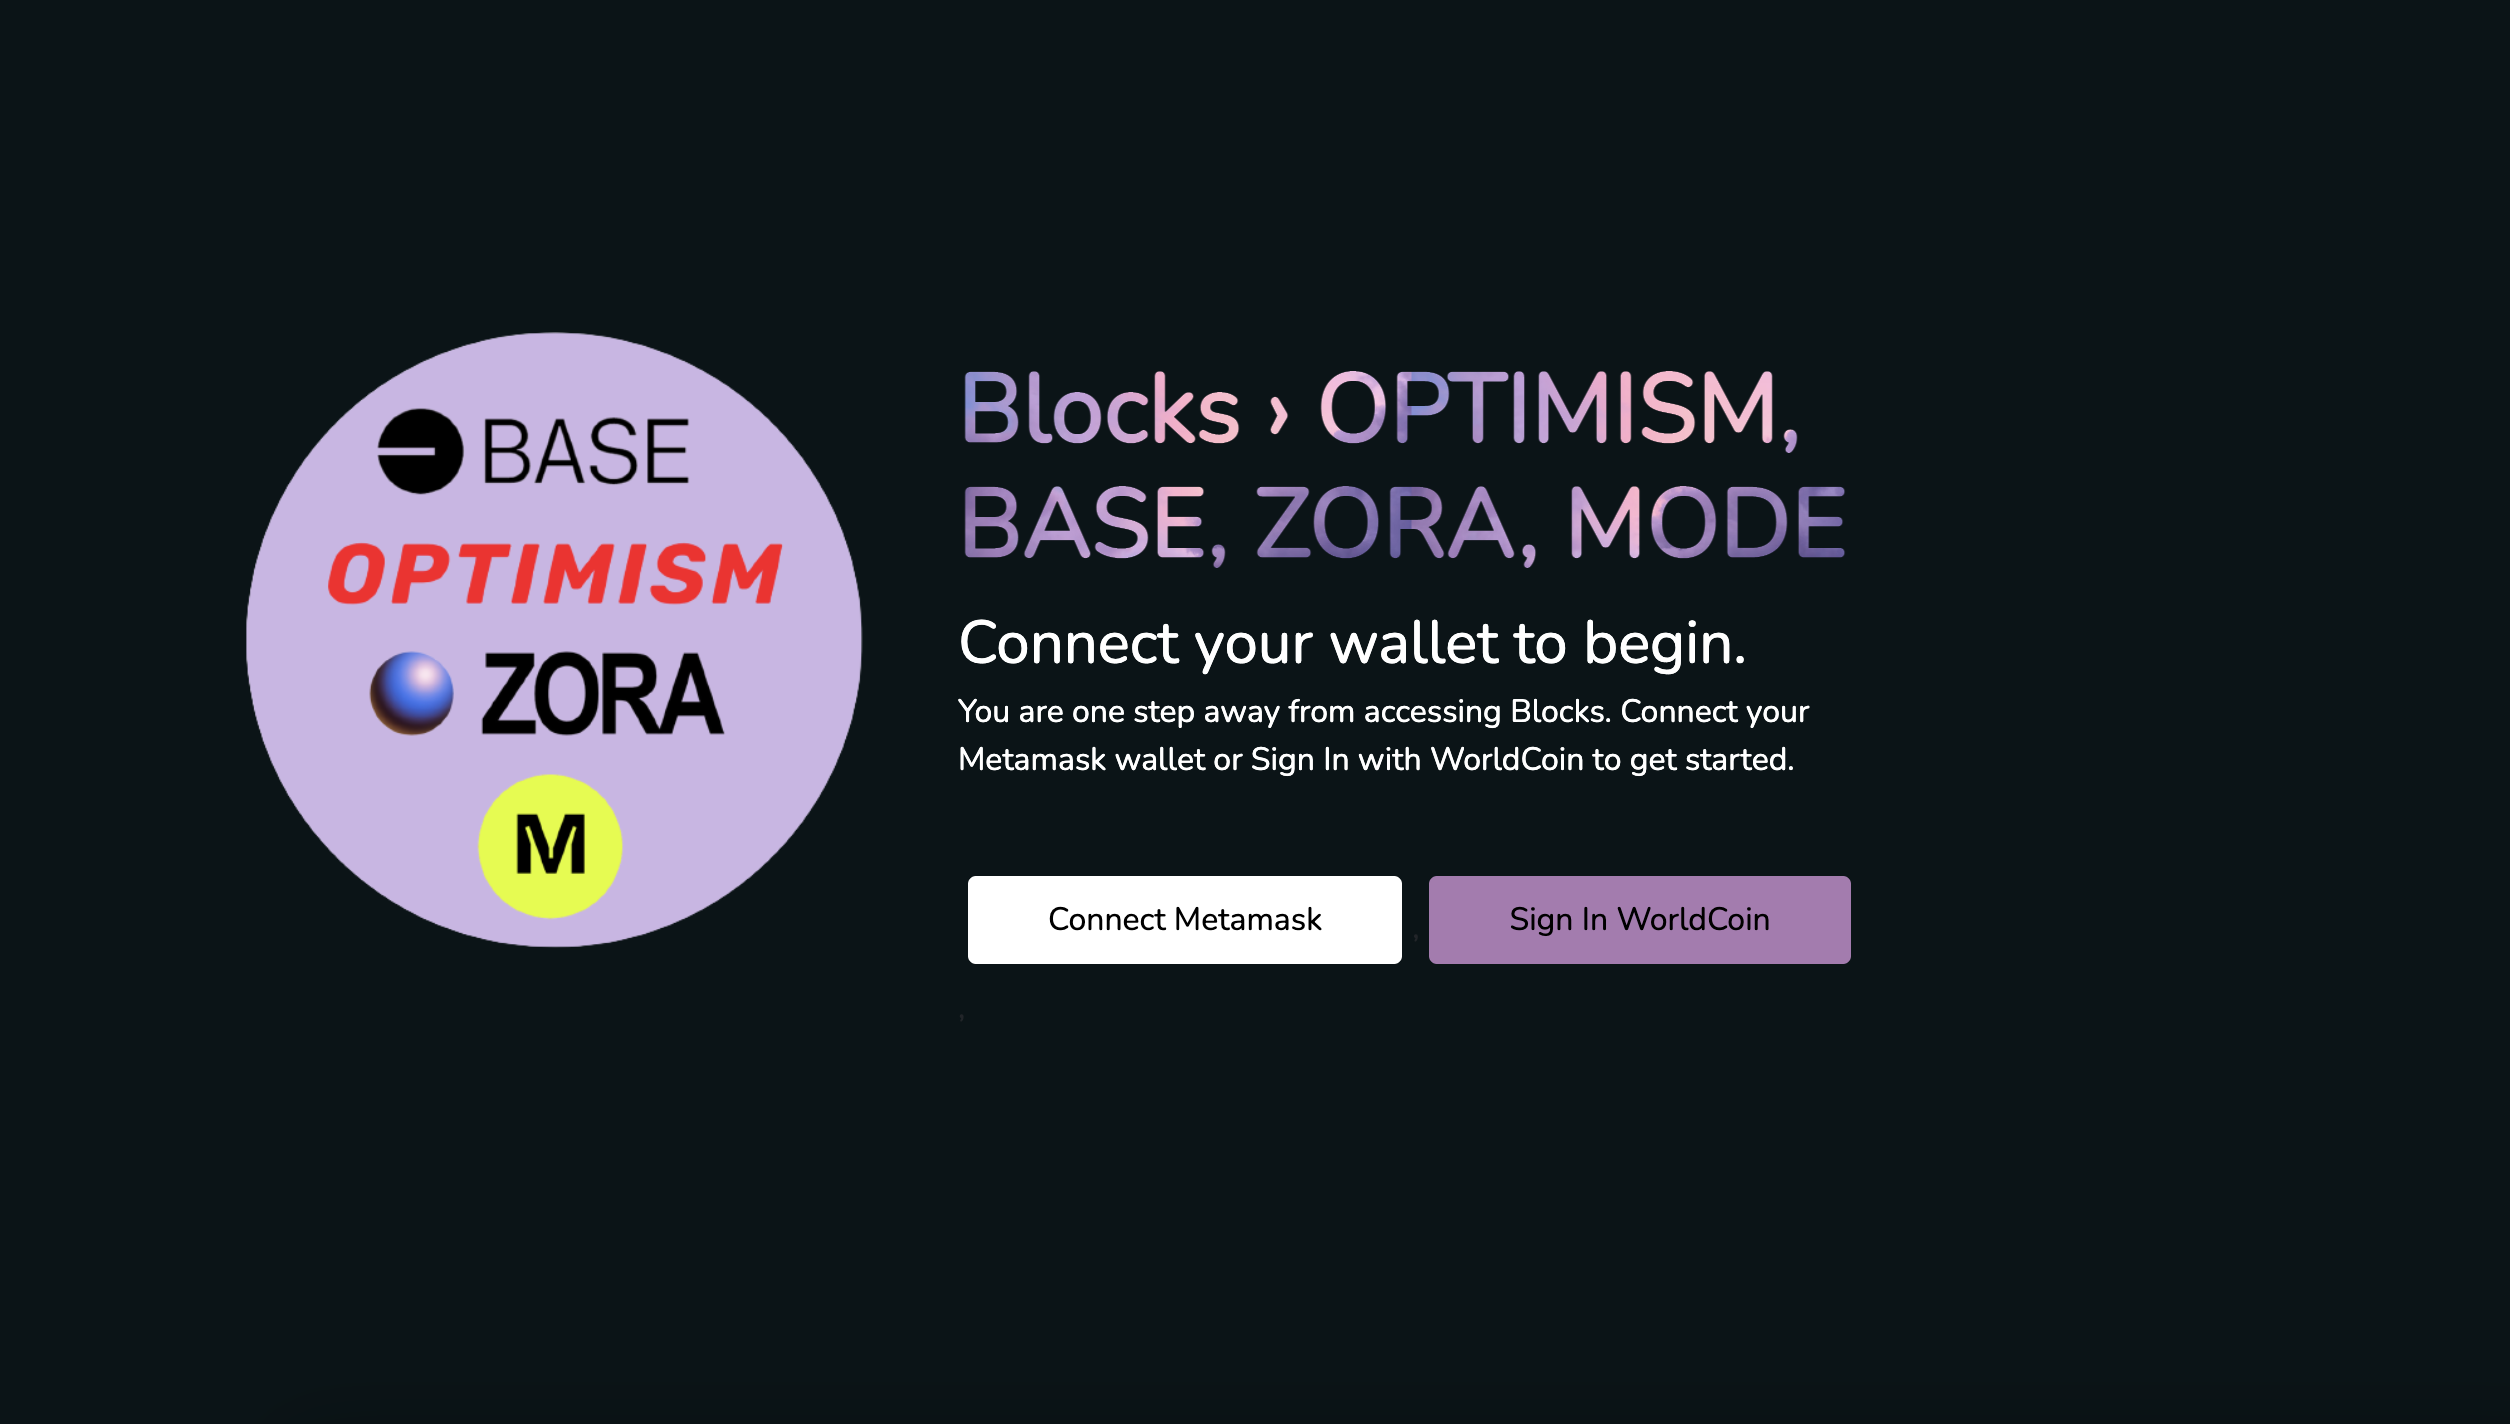 BASE
OPTIMISM
ZORA
M
Blocks › OPTIMISM,
BASE, ZORA, MODE
Connect your wallet to begin.
You are one step away from accessing Blocks. Connect your
Metamask wallet or Sign In with WorldCoin to get started.
Connect Metamask , Sign In WorldCoin
,